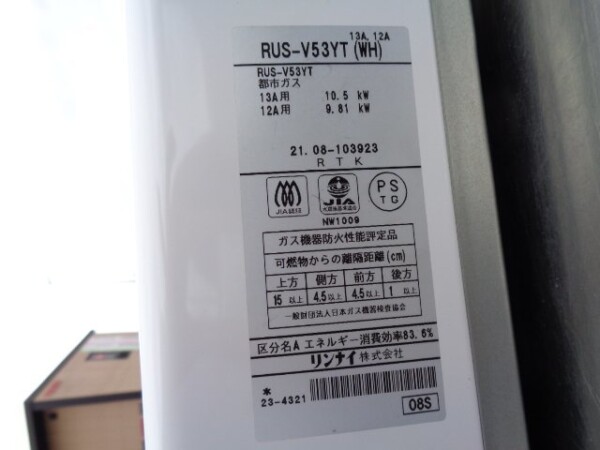 13A, 12A
RUS-V53YT (WH)
RUS-V53YT
都市ガス
13A用 10.5 kW
12A用 9.81 kW
21.08-103923
RTK
JIA
PS
TG
NW1009
ガス機器防火性能評定品
可燃物からの離隔距離(cm)
上方 側方 前方 後方
15以上 4.5以上 4.5以上 1以上
一般財団法人日本ガス機器検査協会
区分名A エネルギー消費効率83.6%
リンナイ株式会社
23-4321
08S